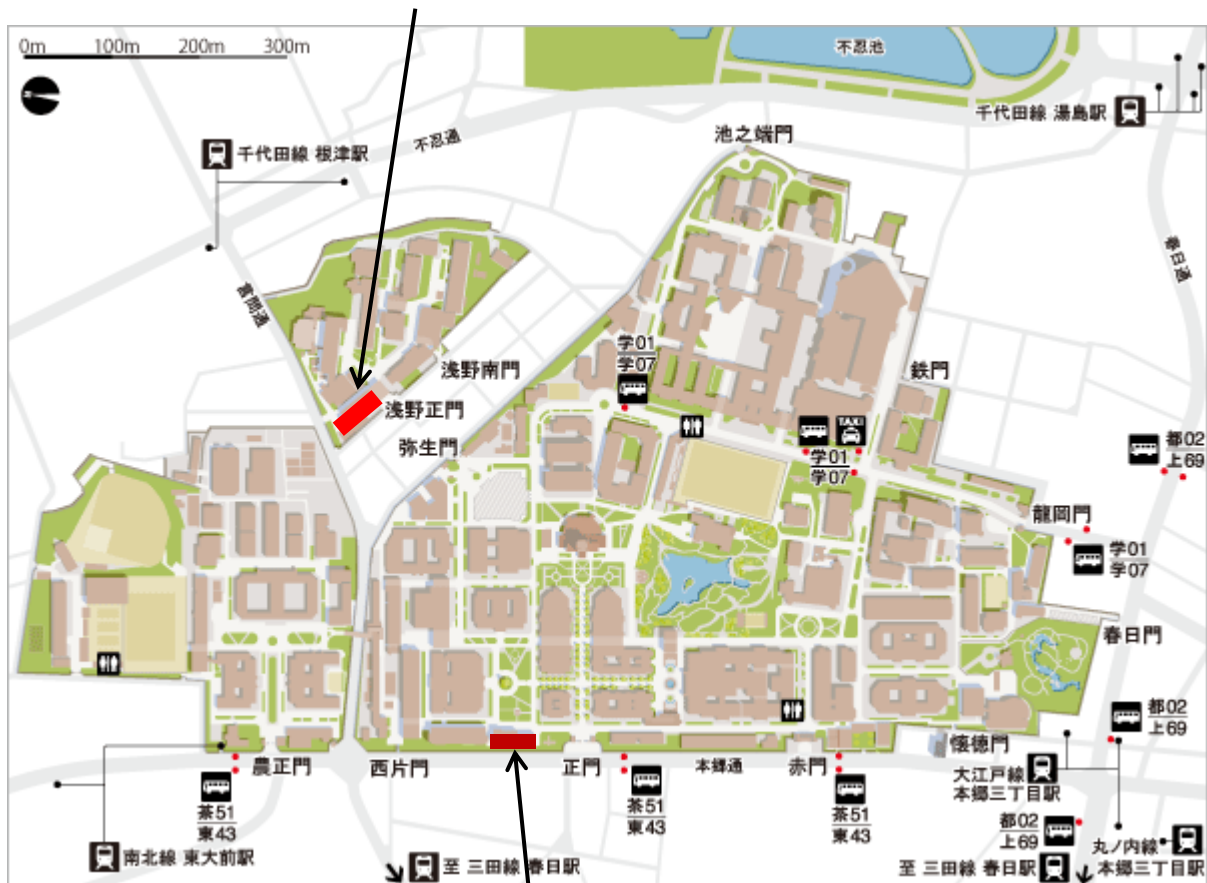 0m 100m 200m 300m
不忍池
千代田線 湯島駅
池之端門
不忍通
千代田線 根津駅
春日通
言問通
学01
学07
浅野南門
鉄門
浅野正門
弥生門
TAXI
学01
学07
都02
上69
龍岡門
学01
学07
春日門
都02
上69
懐徳門
農正門
西片門
正門
本郷通
赤門
大江戸線
本郷三丁目駅
茶51
東43
茶51
東43
茶51
東43
都02
上69
丸ノ内線
本郷三丁目駅
南北線 東大前駅
至 三田線 春日駅
至 三田線 春日駅